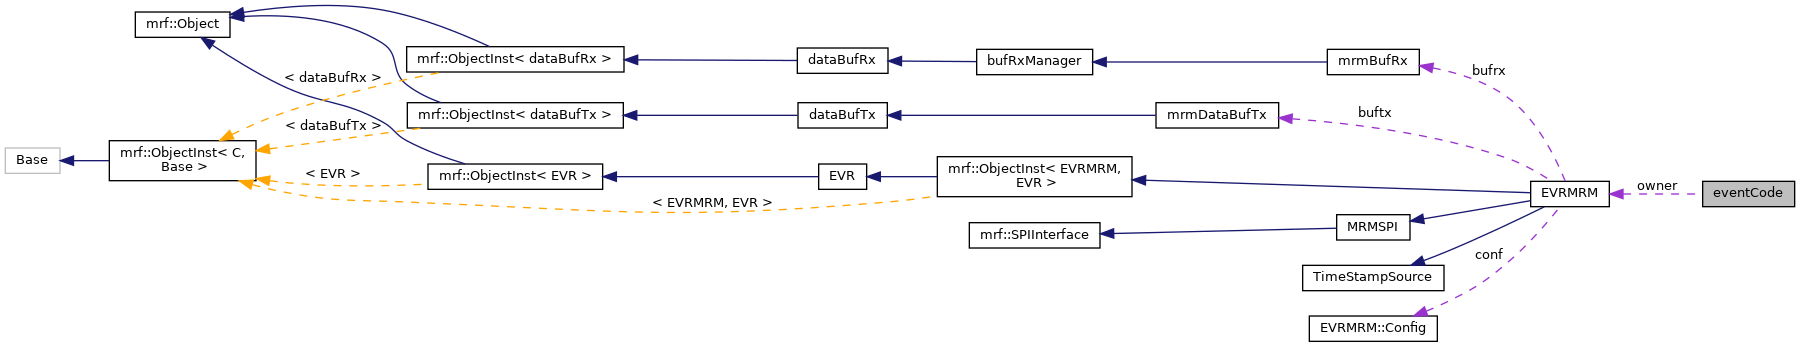 mrf::Object
mrf::ObjectInst< dataBufRx >
dataBufRx
bufRxManager
mrmBufRx
bufrx
< dataBufRx >
mrf::ObjectInst< dataBufTx >
dataBufTx
mrmDataBufTx
buftx
< dataBufTx >
Base
mrf::ObjectInst< C,
Base >
< EVR >
mrf::ObjectInst< EVR >
EVR
mrf::ObjectInst< EVRMRM,
EVR >
EVRMRM
owner
eventCode
< EVRMRM, EVR >
mrf::SPIInterface
MRMSPI
conf
TimeStampSource
EVRMRM::Config